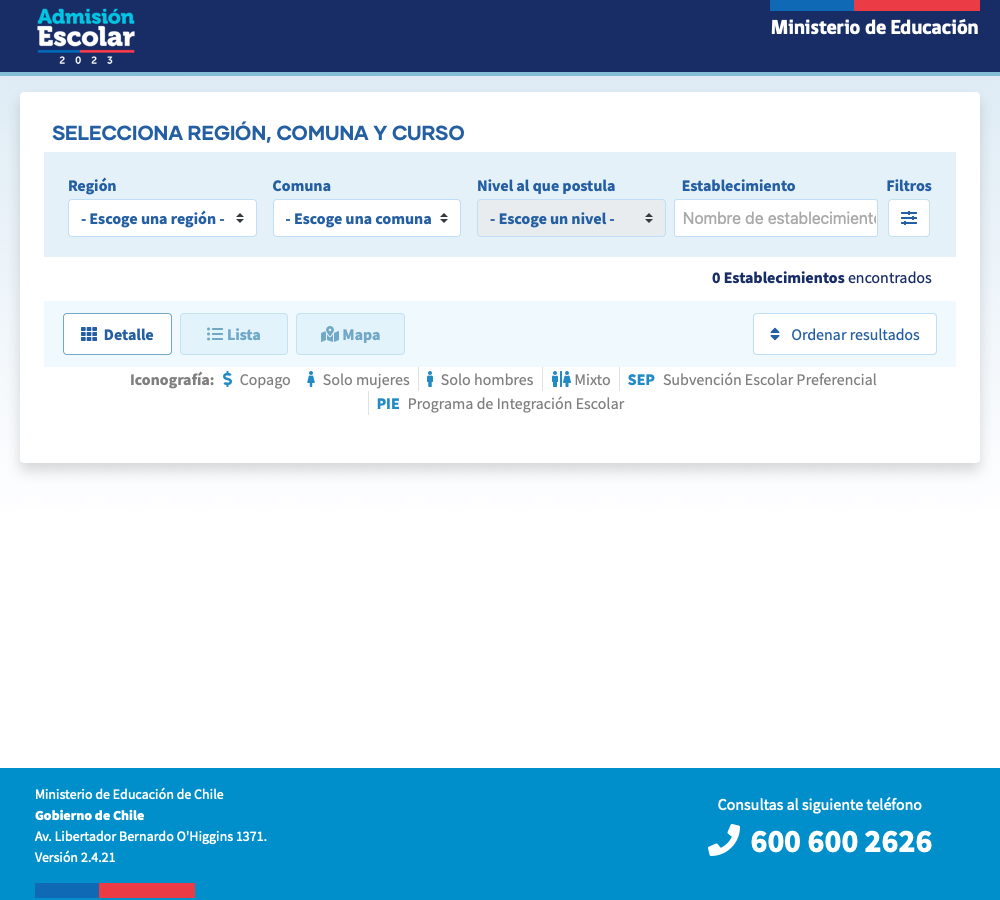 Admisión
Escolar
2023
Ministerio de Educación
SELECCIONA REGIÓN, COMUNA Y CURSO
Región
Comuna
Nivel al que postula
Establecimiento
Filtros
- Escoge una región -
- Escoge una comuna
- Escoge un nivel -
Nombre de establecimiento
0 Establecimientos encontrados
Detalle
Lista
Mapa
Ordenar resultados
Iconografía: $ Copago Solo mujeres Solo hombres Mixto SEP Subvención Escolar Preferencial
PIE Programa de Integración Escolar
Ministerio de Educación de Chile
Gobierno de Chile
Av. Libertador Bernardo O'Higgins 1371.
Versión 2.4.21
Consultas al siguiente teléfono
600 600 2626